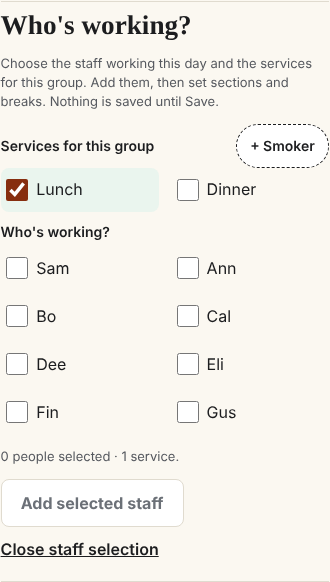 Who's working?
Choose the staff working this day and the services
for this group. Add them, then set sections and
breaks. Nothing is saved until Save.
Services for this group
+ Smoker
Lunch
Dinner
Who's working?
Sam
Ann
Bo
Cal
Dee
Eli
Fin
Gus
0 people selected · 1 service.
Add selected staff
Close staff selection